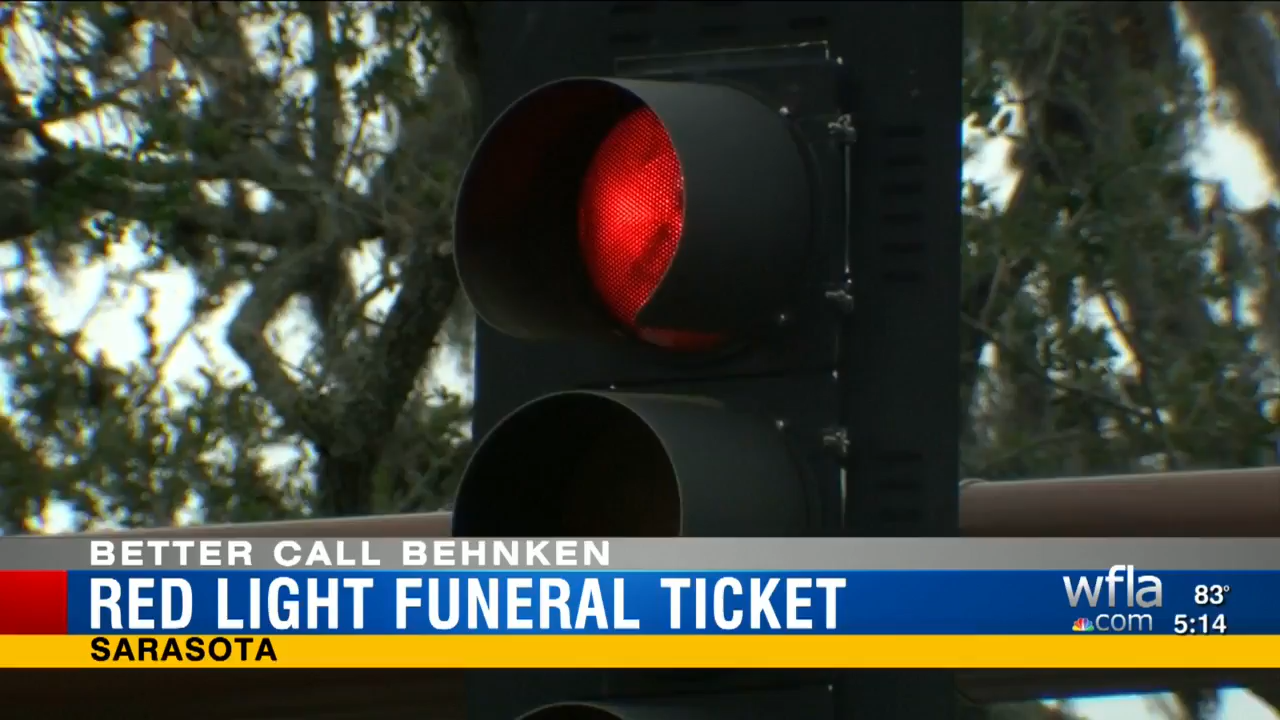 BETTER CALL BEHNKEN
RED LIGHT FUNERAL TICKET
SARASOTA
wfla
.com
83°
5:14